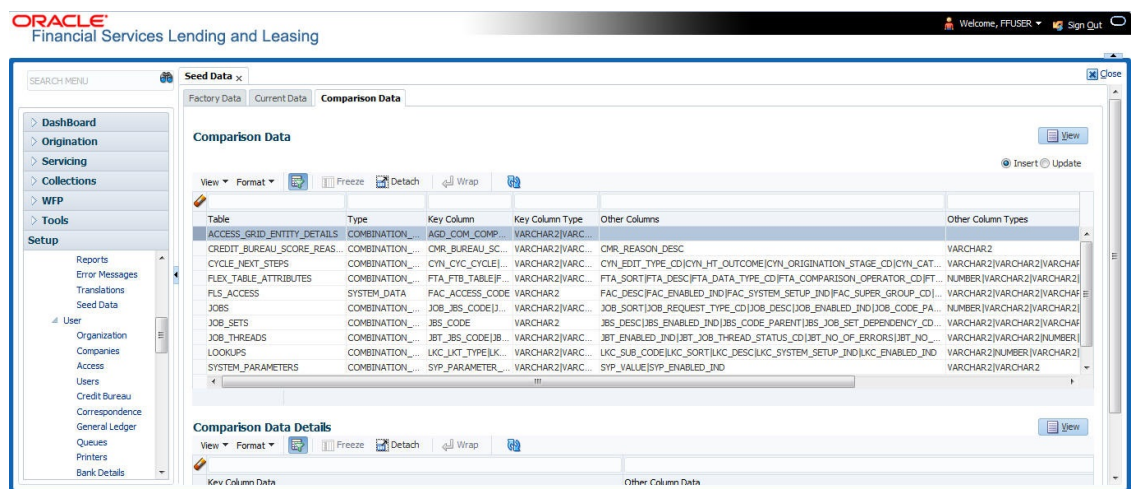 ORACLE®
Financial Services Lending and Leasing
Welcome, FFUSER
Sign Out
Close
SEARCH MENU
DashBoard
Origination
Servicing
Collections
WFP
Tools
Setup
Reports
Error Messages
Translations
Seed Data
User
Organization
Companies
Access
Users
Credit Bureau
Correspondence
General Ledger
Queues
Printers
Bank Details
Seed Data x
Factory Data Current Data Comparison Data
Comparison Data
View
Insert Update
View Format Freeze Detach Wrap
Table Type Key Column Key Column Type Other Columns Other Column Types
ACCESS_GRID_ENTITY_DETAILS COMBINATION_... AGD_COM_COMP... VARCHAR2|VARC...
CREDIT_BUREAU_SCORE_REAS... COMBINATION_... CMR_BUREAU_SC... VARCHAR2|VARC... CMR_REASON_DESC VARCHAR2
CYCLE_NEXT_STEPS COMBINATION_... CYN_CYC_CYCLE|... VARCHAR2|VARC... CYN_EDIT_TYPE_CD|CYN_HT_OUTCOME|CYN_ORIGINATION_STAGE_CD|CYN_CAT... VARCHAR2|VARCHAR2|VARCHAR
FLEX_TABLE_ATTRIBUTES COMBINATION_... FTA_FTB_TABLE|F... VARCHAR2|VARC... FTA_SORT|FTA_DESC|FTA_DATA_TYPE_CD|FTA_COMPARISON_OPERATOR_CD|FT... NUMBER|VARCHAR2|VARCHAR2|
FLS_ACCESS SYSTEM_DATA FAC_ACCESS_CODE VARCHAR2 FAC_DESC|FAC_ENABLED_IND|FAC_SYSTEM_SETUP_IND|FAC_SUPER_GROUP_CD|... VARCHAR2|VARCHAR2|VARCHAR
JOBS COMBINATION_... JOB_JBS_CODE|J... VARCHAR2|VARC... JOB_SORT|JOB_REQUEST_TYPE_CD|JOB_DESC|JOB_ENABLED_IND|JOB_CODE_PA... NUMBER|VARCHAR2|VARCHAR2|
JOB_SETS COMBINATION_... JBS_CODE VARCHAR2 JBS_DESC|JBS_ENABLED_IND|JBS_CODE_PARENT|JBS_JOB_SET_DEPENDENCY_CD... VARCHAR2|VARCHAR2|VARCHAR
JOB_THREADS COMBINATION_... JBT_JBS_CODE|JB... VARCHAR2|VARC... JBT_ENABLED_IND|JBT_JOB_THREAD_STATUS_CD|JBT_NO_OF_ERRORS|JBT_NO_... VARCHAR2|VARCHAR2|NUMBER|
LOOKUPS COMBINATION_... LKC_LKT_TYPE|LK... VARCHAR2|VARC... LKC_SUB_CODE|LKC_SORT|LKC_DESC|LKC_SYSTEM_SETUP_IND|LKC_ENABLED_IND VARCHAR2|NUMBER|VARCHAR2|
SYSTEM_PARAMETERS COMBINATION_... SYP_PARAMETER_... VARCHAR2|VARC... SYP_VALUE|SYP_ENABLED_IND VARCHAR2|VARCHAR2
Comparison Data Details
View
View Format Freeze Detach Wrap
Key Column Data Other Column Data